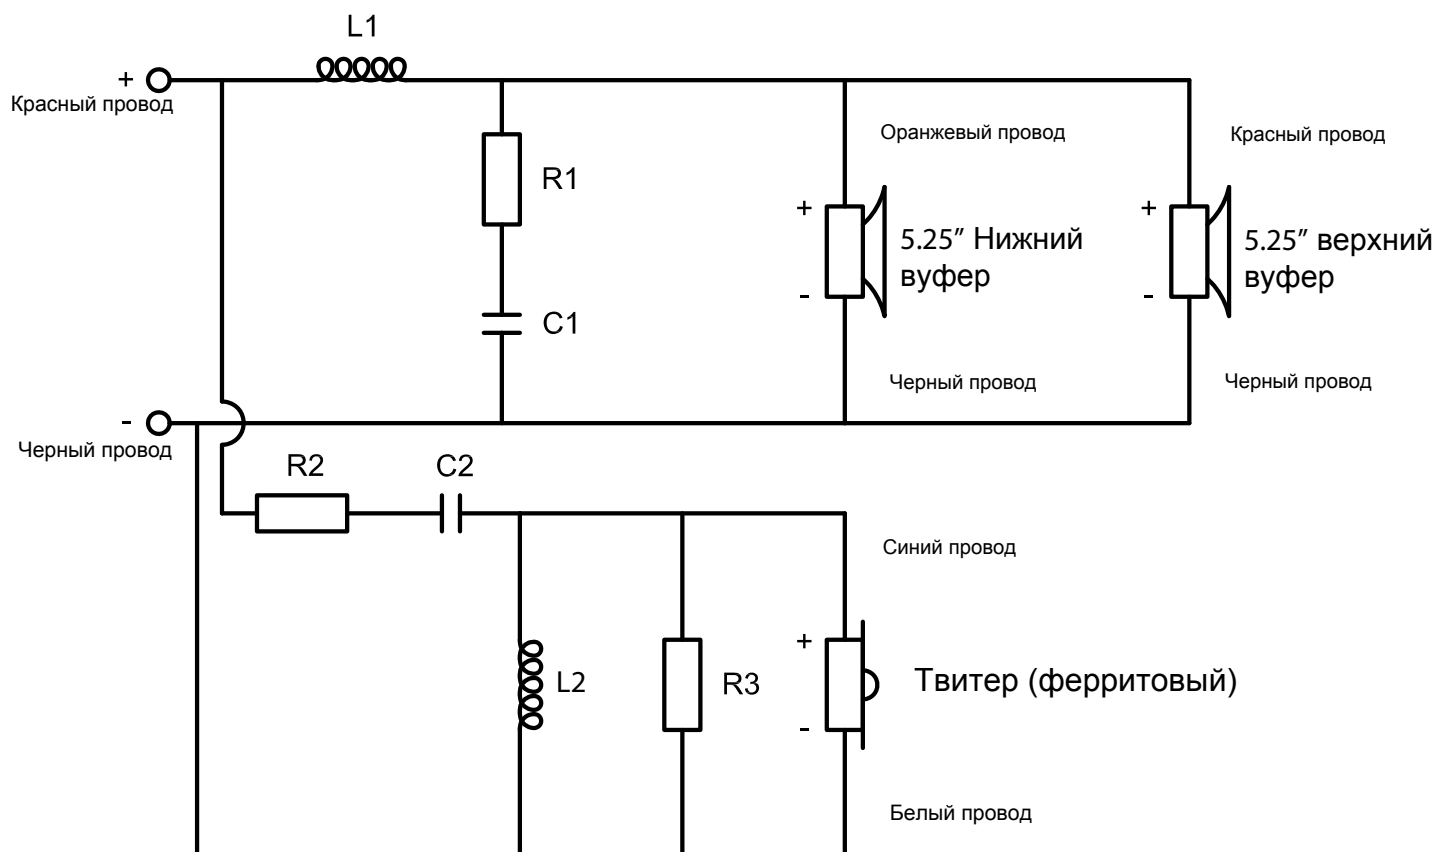 L1
+
Красный провод
Оранжевый провод
Красный провод
R1
+
+
5.25” Нижний
вуфер
5.25” верхний
вуфер
-
-
C1
Черный провод
Черный провод
-
Черный провод
R2
C2
Синий провод
+
L2
R3
Твитер (ферритовый)
-
Белый провод